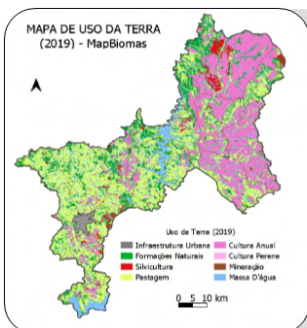 MAPA DE USO DA TERRA
(2019) - MapBiomas
Uso da Terra (2019)
Infraestrutura Urbana
Cultura Anual
Formações Naturais
Cultura Perene
Silvicultura
Mineração
Pastagem
Massa D'água
0 5 10 km